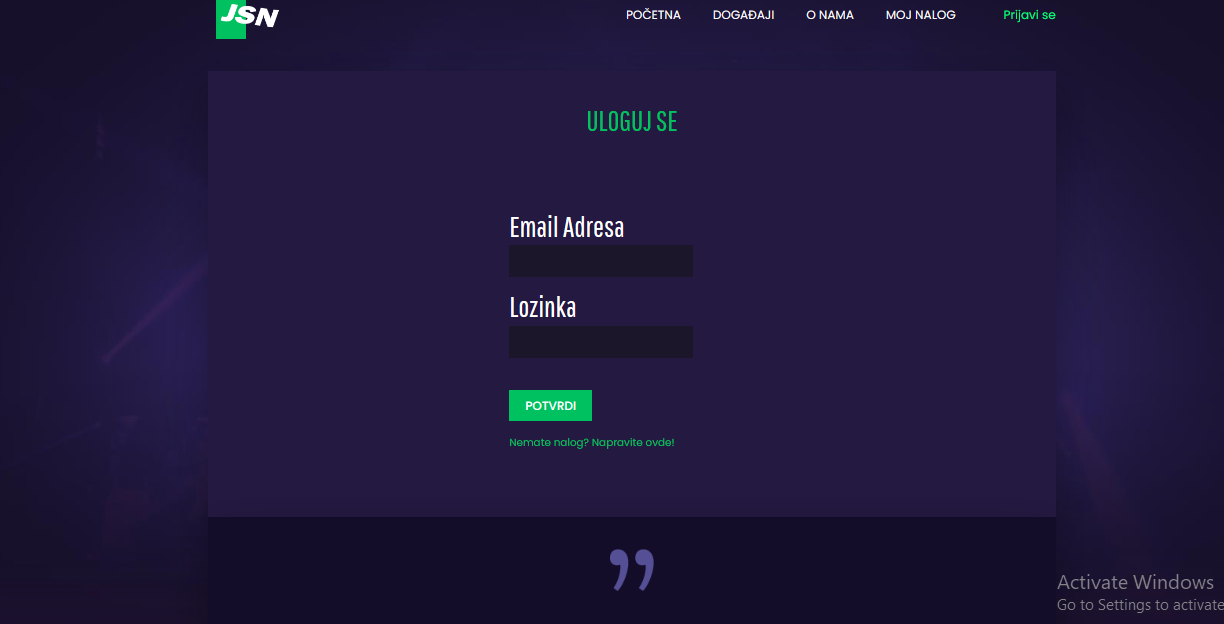 JSN
POČETNA DOGAĐAJI O NAMA MOJ NALOG Prijavi se
ULOGUJ SE
Email Adresa
Lozinka
POTVRDI
Nemate nalog? Napravite ovde!
”
Activate Windows
Go to Settings to activate